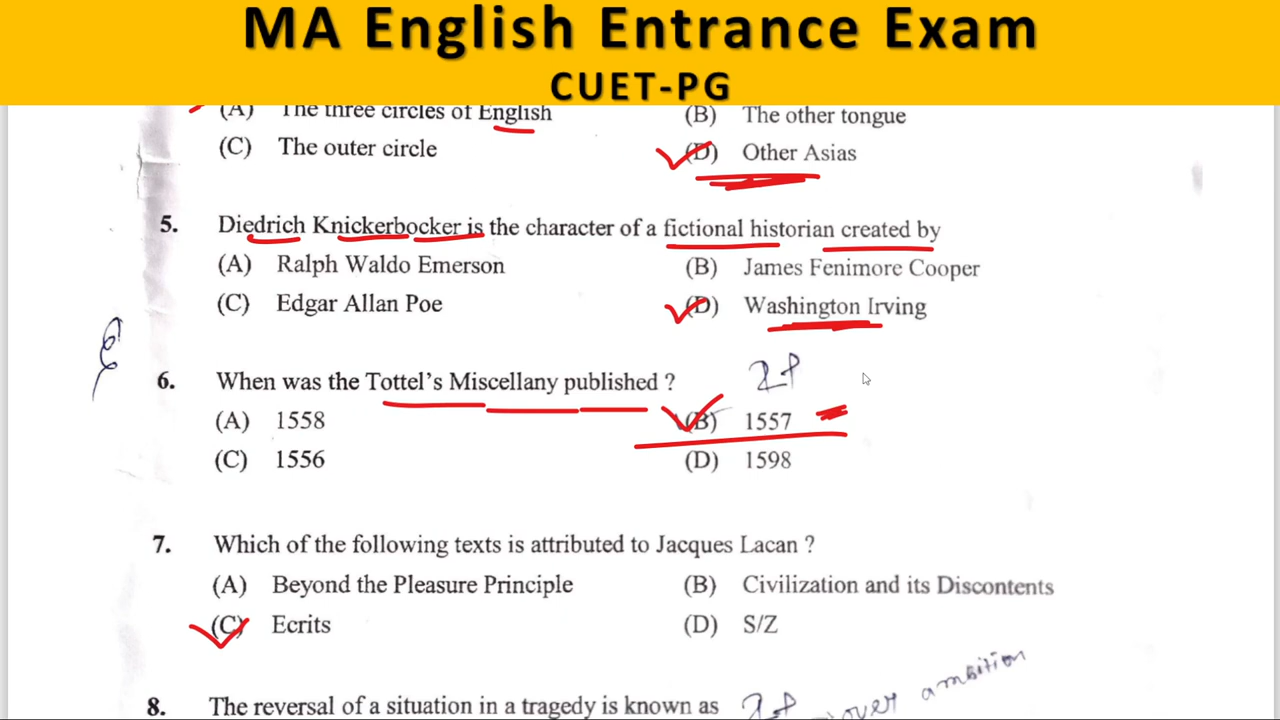 MA English Entrance Exam
CUET-PG
(A) The three circles of English (B) The other tongue
(C) The outer circle (D) Other Asias
5. Diedrich Knickerbocker is the character of a fictional historian created by
(A) Ralph Waldo Emerson (B) James Fenimore Cooper
(C) Edgar Allan Poe (D) Washington Irving
6. When was the Tottel's Miscellany published ?
(A) 1558 (B) 1557
(C) 1556 (D) 1598
7. Which of the following texts is attributed to Jacques Lacan ?
(A) Beyond the Pleasure Principle (B) Civilization and its Discontents
(C) Ecrits (D) S/Z
over ambition
8. The reversal of a situation in a tragedy is known as